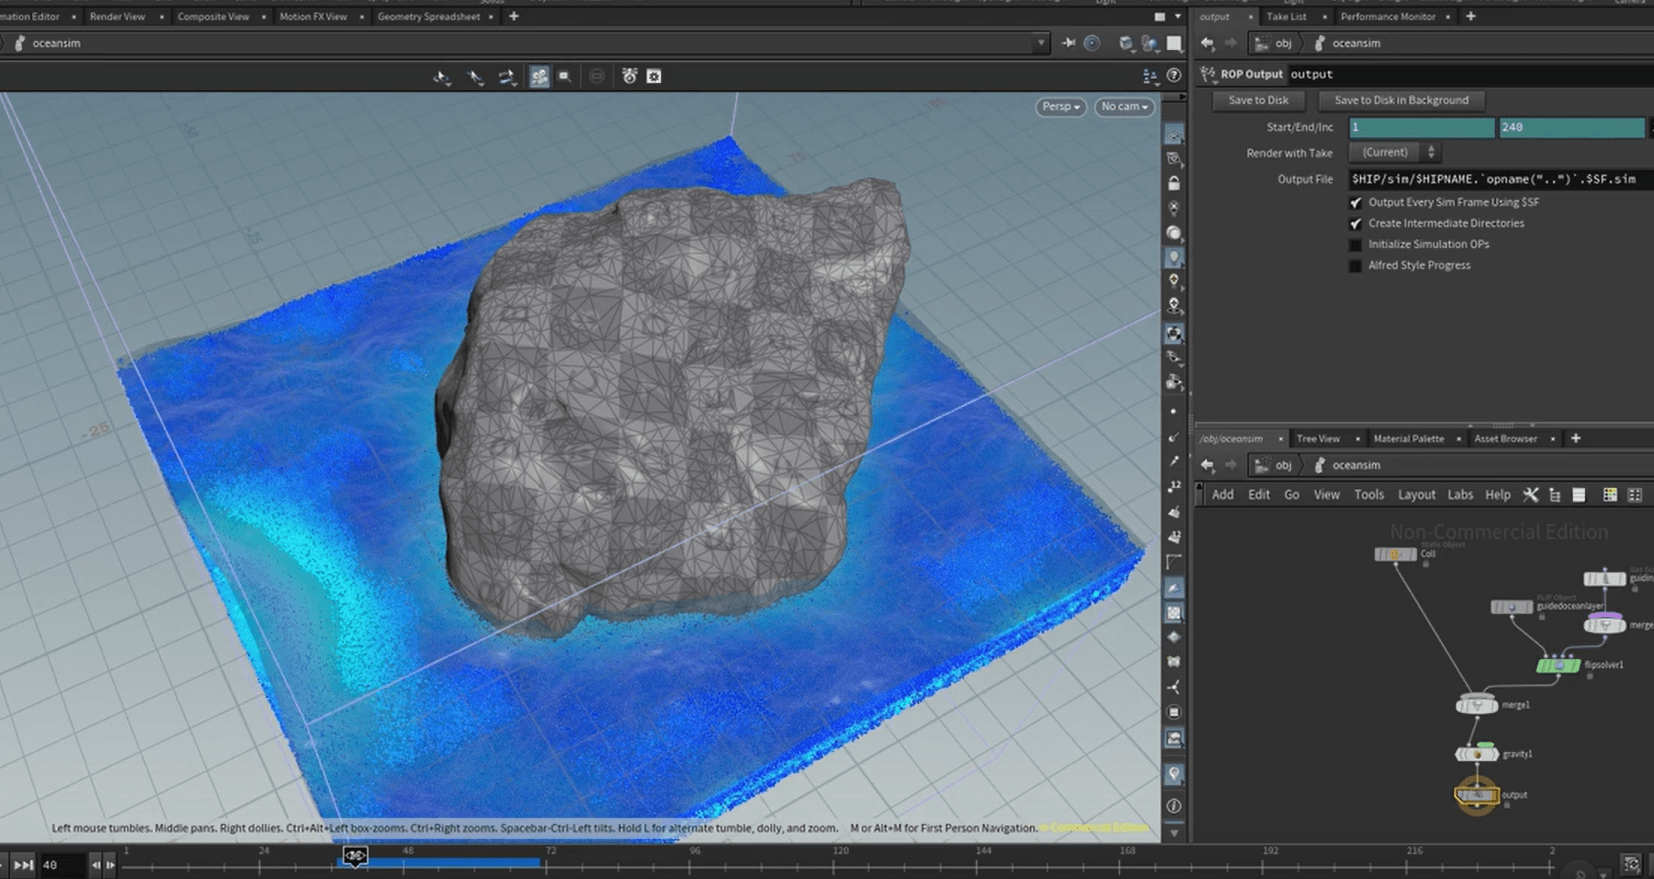 mation Editor Render View Composite View Motion FX View Geometry Spreadsheet
oceansim
Persp
No cam
-50
-25
-25
75
100
Left mouse tumbles. Middle pans. Right dollies. Ctrl+Alt+Left box-zooms. Ctrl+Right zooms. Spacebar-Ctrl-Left tilts. Hold L for alternate tumble, dolly, and zoom. M or Alt+M for First Person Navigation.
40
1 24 48 72 96 120 144 168 192 216 2
output Take List Performance Monitor
obj oceansim
ROP Output output
Save to Disk Save to Disk in Background
Start/End/Inc 1 240
Render with Take (Current)
Output File $HIP/sim/$HIPNAME.`opname("..")`.$SF.sim
Output Every Sim Frame Using $SF
Create Intermediate Directories
Initialize Simulation OPs
Alfred Style Progress
/obj/oceansim Tree View Material Palette Asset Browser
obj oceansim
Add Edit Go View Tools Layout Labs Help
Non-Commercial Edition
Static Object
Coll
guidin
FLIP Object
guidedoceanlayer
merge
flipsolver1
merge1
gravity1
output